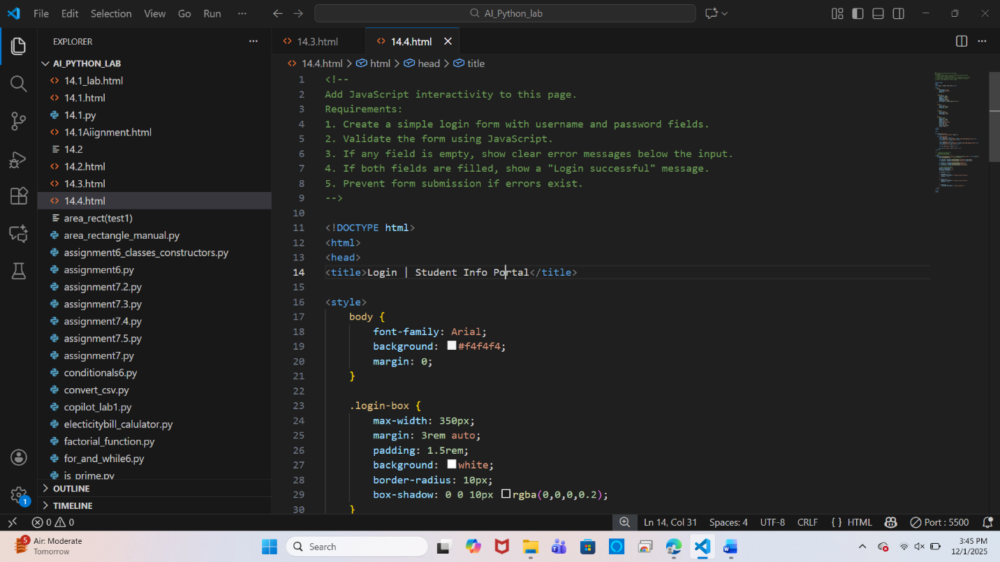 File Edit Selection View Go Run ···
AI_Python_lab
EXPLORER
AI_PYTHON_LAB
14.1_lab.html
14.1.html
14.1.py
14.1Aiignment.html
14.2
14.2.html
14.3.html
14.4.html
area_rect(test1)
area_rectangle_manual.py
assignment6_classes_constructors.py
assignment6.py
assignment7.2.py
assignment7.3.py
assignment7.4.py
assignment7.5.py
assignment7.py
conditionals6.py
convert_csv.py
copilot_lab1.py
electicitybill_calulator.py
factorial_function.py
for_and_while6.py
is_prime.py
OUTLINE
TIMELINE
14.3.html 14.4.html
14.4.html > html > head > title
1 <!--
2 Add JavaScript interactivity to this page.
3 Requirements:
4 1. Create a simple login form with username and password fields.
5 2. Validate the form using JavaScript.
6 3. If any field is empty, show clear error messages below the input.
7 4. If both fields are filled, show a "Login successful" message.
8 5. Prevent form submission if errors exist.
9 -->
10
11 <!DOCTYPE html>
12 <html>
13 <head>
14 <title>Login | Student Info Portal</title>
15
16 <style>
17 body {
18 font-family: Arial;
19 background: #f4f4f4;
20 margin: 0;
21 }
22
23 .login-box {
24 max-width: 350px;
25 margin: 3rem auto;
26 padding: 1.5rem;
27 background: white;
28 border-radius: 10px;
29 box-shadow: 0 0 10px rgba(0,0,0,0.2);
30 }
1
0 0 Ln 14, Col 31 Spaces: 4 UTF-8 CRLF { } HTML Port : 5500
5 Air: Moderate
Tomorrow
Search
3:45 PM
12/1/2025